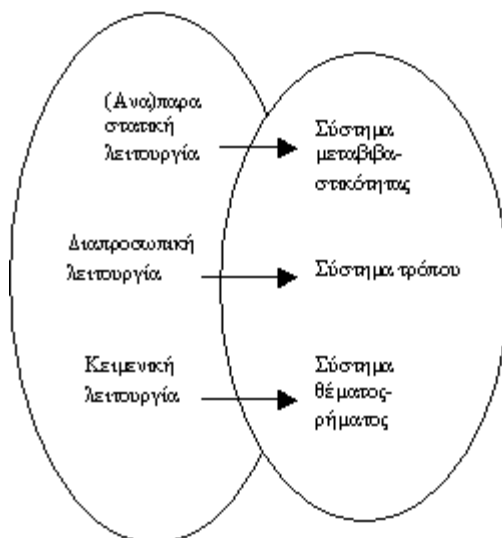 (Ανα)παρα
στατική
λειτουργία
Σύστημα
μεταβιβα-
στικότητας
Διαπροσωπική
λειτουργία
Σύστημα τρόπου
Κειμενική
λειτουργία
Σύστημα
θέματος-
ρήματος